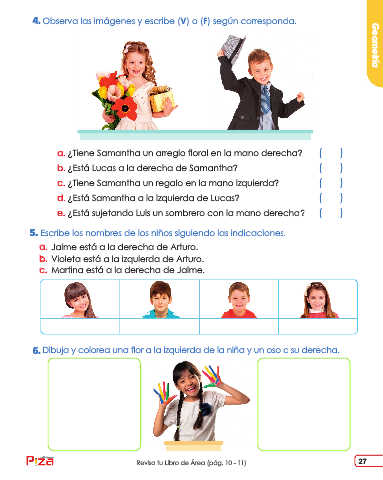 4. Observa las imágenes y escribe (V) o (F) según corresponda.
Geometría
a. ¿Tiene Samantha un arreglo floral en la mano derecha? ( )
b. ¿Está Lucas a la derecha de Samantha? ( )
c. ¿Tiene Samantha un regalo en la mano izquierda? ( )
d. ¿Está Samantha a la izquierda de Lucas? ( )
e. ¿Está sujetando Luis un sombrero con la mano derecha? ( )
5. Escribe los nombres de los niños siguiendo las indicaciones.
a. Jaime está a la derecha de Arturo.
b. Violeta está a la izquierda de Arturo.
c. Martina está a la derecha de Jaime.
6. Dibuja y colorea una flor a la izquierda de la niña y un oso a su derecha.
Pizza
Revisa tu Libro de Área (pág. 10 - 11)
27